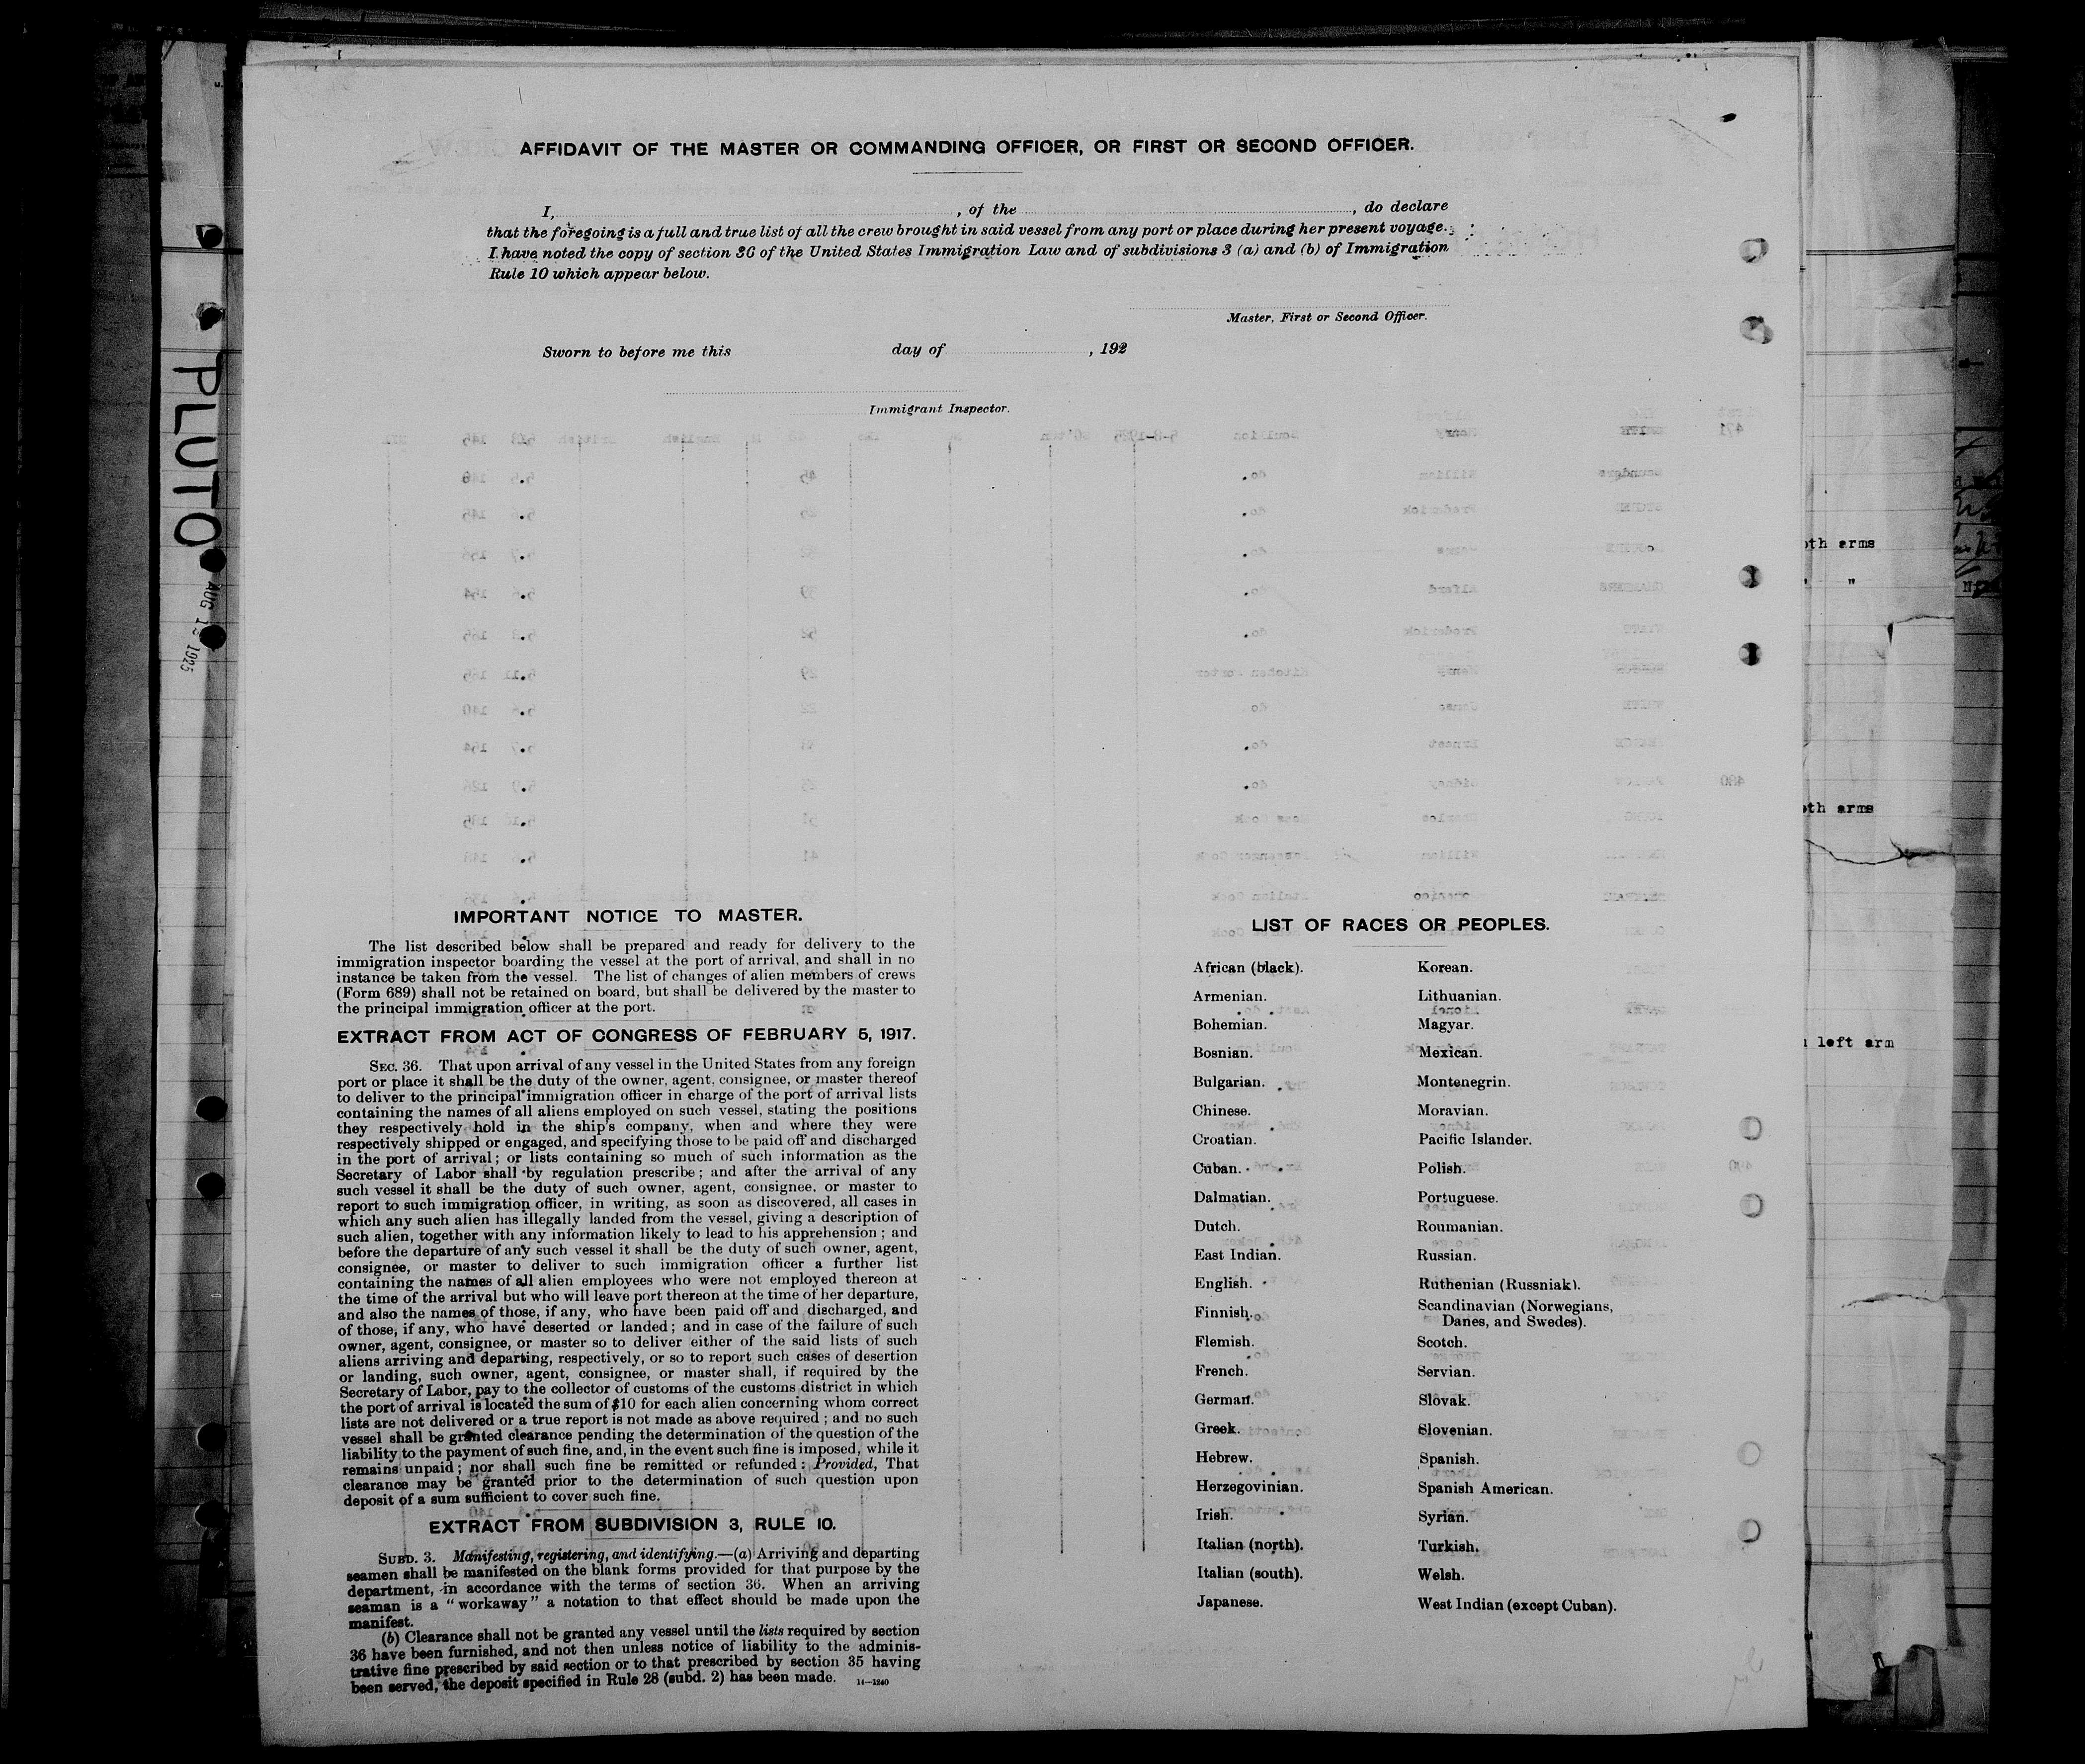 AFFIDAVIT OF THE MASTER OR COMMANDING OFFICER, OR FIRST OR SECOND OFFICER.
I, , of the , do declare
that the foregoing is a full and true list of all the crew brought in said vessel from any port or place during her present voyage.
I have noted the copy of section 36 of the United States Immigration Law and of subdivisions 3 (a) and (b) of Immigration
Rule 10 which appear below.
Master, First or Second Officer.
Sworn to before me this day of , 192
Immigrant Inspector.
PLUTO
AUG 12 1925
oth arms
" "
oth arms
left arm
IMPORTANT NOTICE TO MASTER.
The list described below shall be prepared and ready for delivery to the
immigration inspector boarding the vessel at the port of arrival, and shall in no
instance be taken from the vessel. The list of changes of alien members of crews
(Form 689) shall not be retained on board, but shall be delivered by the master to
the principal immigration officer at the port.
EXTRACT FROM ACT OF CONGRESS OF FEBRUARY 5, 1917.
SEC. 36. That upon arrival of any vessel in the United States from any foreign
port or place it shall be the duty of the owner, agent, consignee, or master thereof
to deliver to the principal immigration officer in charge of the port of arrival lists
containing the names of all aliens employed on such vessel, stating the positions
they respectively hold in the ship's company, when and where they were
respectively shipped or engaged, and specifying those to be paid off and discharged
in the port of arrival; or lists containing so much of such information as the
Secretary of Labor shall by regulation prescribe; and after the arrival of any
such vessel it shall be the duty of such owner, agent, consignee, or master to
report to such immigration officer, in writing, as soon as discovered, all cases in
which any such alien has illegally landed from the vessel, giving a description of
such alien, together with any information likely to lead to his apprehension; and
before the departure of any such vessel it shall be the duty of such owner, agent,
consignee, or master to deliver to such immigration officer a further list
containing the names of all alien employees who were not employed thereon at
the time of the arrival but who will leave port thereon at the time of her departure,
and also the names of those, if any, who have been paid off and discharged, and
of those, if any, who have deserted or landed; and in case of the failure of such
owner, agent, consignee, or master so to deliver either of the said lists of such
aliens arriving and departing, respectively, or so to report such cases of desertion
or landing, such owner, agent, consignee, or master shall, if required by the
Secretary of Labor, pay to the collector of customs of the customs district in which
the port of arrival is located the sum of $10 for each alien concerning whom correct
lists are not delivered or a true report is not made as above required; and no such
vessel shall be granted clearance pending the determination of the question of the
liability to the payment of such fine, and, in the event such fine is imposed, while it
remains unpaid; nor shall such fine be remitted or refunded: Provided, That
clearance may be granted prior to the determination of such question upon
deposit of a sum sufficient to cover such fine.
EXTRACT FROM SUBDIVISION 3, RULE 10.
SUBD. 3. Manifesting, registering, and identifying.—(a) Arriving and departing
seamen shall be manifested on the blank forms provided for that purpose by the
department, in accordance with the terms of section 36. When an arriving
seaman is a "workaway" a notation to that effect should be made upon the
manifest.
(b) Clearance shall not be granted any vessel until the lists required by section
36 have been furnished, and not then unless notice of liability to the adminis-
trative fine prescribed by said section or to that prescribed by section 35 having
been served, the deposit specified in Rule 28 (subd. 2) has been made. 14—1240
LIST OF RACES OR PEOPLES.
African (black).
Armenian.
Bohemian.
Bosnian.
Bulgarian.
Chinese.
Croatian.
Cuban.
Dalmatian.
Dutch.
East Indian.
English.
Finnish.
Flemish.
French.
German.
Greek.
Hebrew.
Herzegovinian.
Irish.
Italian (north).
Italian (south).
Japanese.
Korean.
Lithuanian.
Magyar.
Mexican.
Montenegrin.
Moravian.
Pacific Islander.
Polish.
Portuguese.
Roumanian.
Russian.
Ruthenian (Russniak).
Scandinavian (Norwegians,
Danes, and Swedes).
Scotch.
Servian.
Slovak.
Slovenian.
Spanish.
Spanish American.
Syrian.
Turkish.
Welsh.
West Indian (except Cuban).